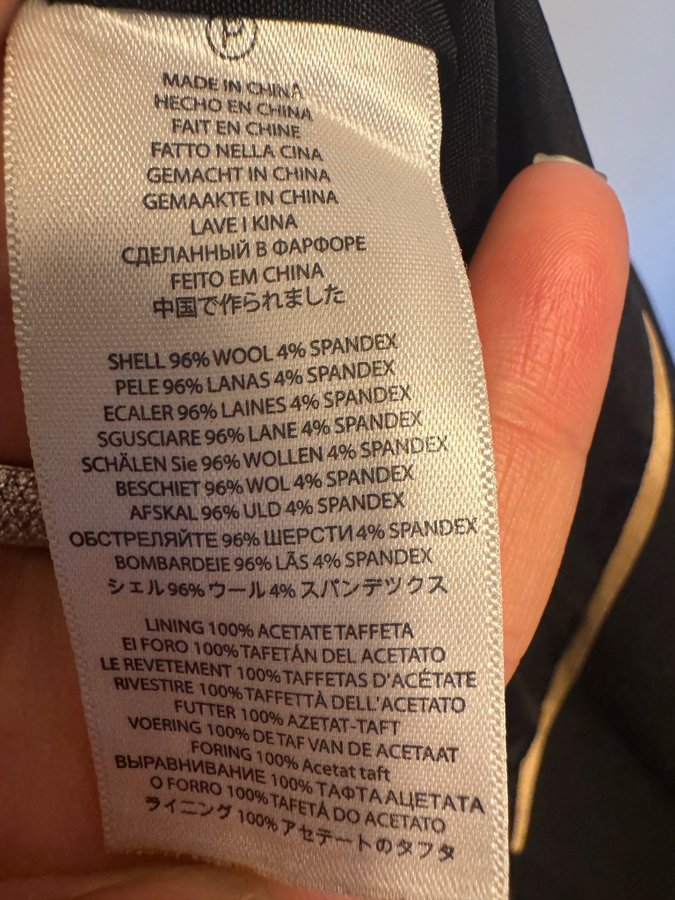 P
MADE IN CHINA
HECHO EN CHINA
FAIT EN CHINE
FATTO NELLA CINA
GEMACHT IN CHINA
GEMAAKTE IN CHINA
LAVE I KINA
СДЕЛАННЫЙ В ФАРФОРЕ
FEITO EM CHINA
中国で作られました
SHELL 96% WOOL 4% SPANDEX
PELE 96% LANAS 4% SPANDEX
ECALER 96% LAINES 4% SPANDEX
SGUSCIARE 96% LANE 4% SPANDEX
SCHÄLEN Sie 96% WOLLEN 4% SPANDEX
BESCHIET 96% WOL 4% SPANDEX
AFSKAL 96% ULD 4% SPANDEX
ОБСТРЕЛЯЙТЕ 96% ШЕРСТИ 4% SPANDEX
BOMBARDEIE 96% LÃS 4% SPANDEX
シェル 96% ウール 4% スパンデックス
LINING 100% ACETATE TAFFETA
El FORO 100% TAFETÁN DEL ACETATO
LE REVETEMENT 100% TAFFETAS D'ACÉTATE
RIVESTIRE 100% TAFFETTÀ DELL'ACETATO
FUTTER 100% AZETAT-TAFT
VOERING 100% DE TAF VAN DE ACETAAT
FORING 100% Acetat taft
ВЫРАВНИВАНИЕ 100% ТАФТА АЦЕТАТА
O FORRO 100% TAFETÁ DO ACETATO
ライニング 100% アセテートのタフタ